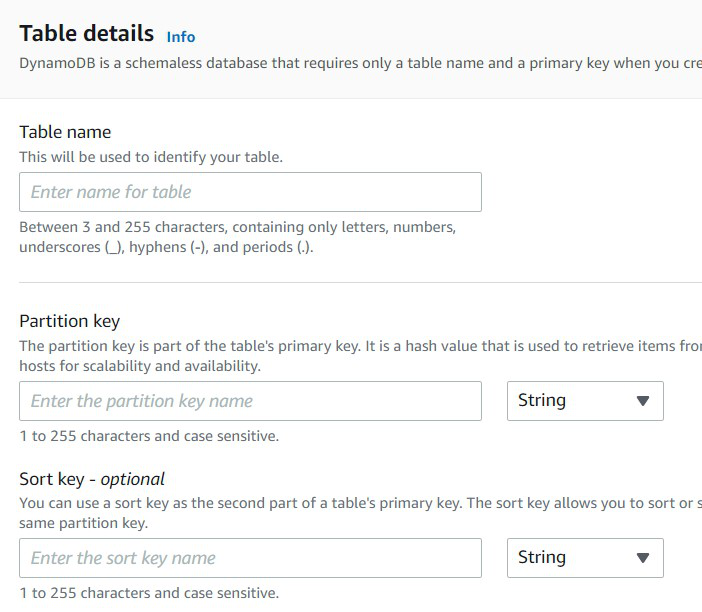 Table details Info
DynamoDB is a schemaless database that requires only a table name and a primary key when you cre
Table name
This will be used to identify your table.
Enter name for table
Between 3 and 255 characters, containing only letters, numbers,
underscores (_), hyphens (-), and periods (.).
Partition key
The partition key is part of the table's primary key. It is a hash value that is used to retrieve items fro
hosts for scalability and availability.
Enter the partition key name String
1 to 255 characters and case sensitive.
Sort key - optional
You can use a sort key as the second part of a table's primary key. The sort key allows you to sort or s
same partition key.
Enter the sort key name String
1 to 255 characters and case sensitive.